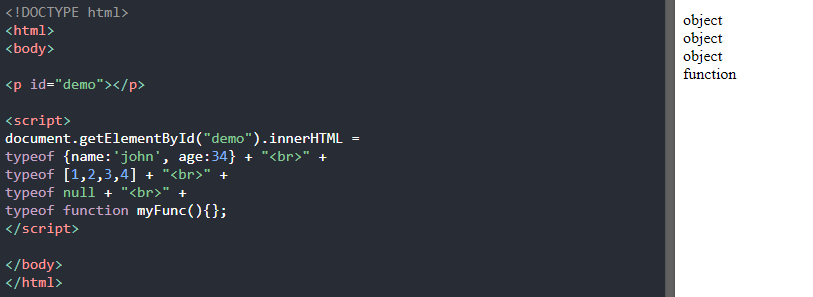 <!DOCTYPE html>
<html>
<body>
<p id="demo"></p>
<script>
document.getElementById("demo").innerHTML =
typeof {name:'john', age:34} + "<br>" +
typeof [1,2,3,4] + "<br>" +
typeof null + "<br>" +
typeof function myFunc(){};
</script>
</body>
</html>
object
object
object
function